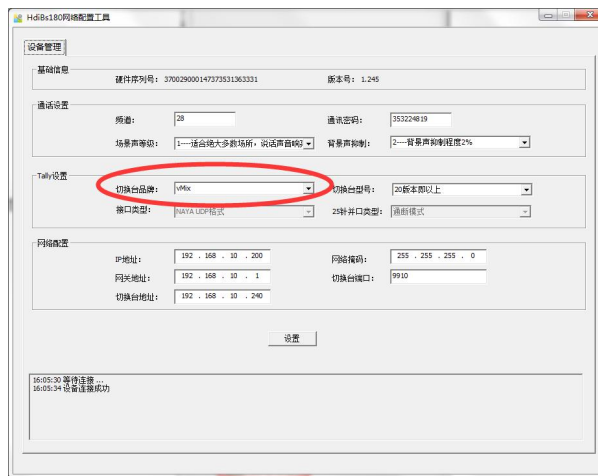 HdiBs180网络配置工具
设备管理
基础信息
硬件序列号: 370029000147373531363331 版本号: 1.245
通话设置
频道: 28 通讯密码: 353224819
场景声等级: 1----适合绝大多数场所，说话声音响 背景声抑制: 2----背景声抑制程度2%
Tally设置
切换台品牌: vMix 切换台型号: 20版本即以上
接口类型: NAYA UDP格式 25针并口类型: 通断模式
网络配置
IP地址: 192 . 168 . 10 . 200 网络掩码: 255 . 255 . 255 . 0
网关地址: 192 . 168 . 10 . 1 切换台端口: 9910
切换台地址: 192 . 168 . 10 . 240
设置
16:05:30 等待连接 ...
16:05:34 设备连接成功